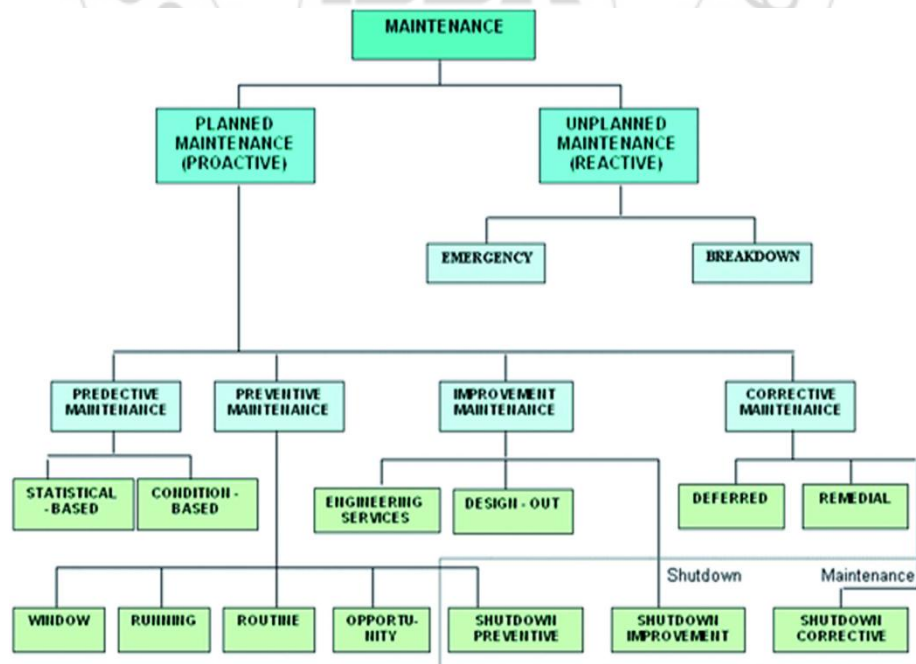 MAINTENANCE
PLANNED
MAINTENANCE
(PROACTIVE)
UNPLANNED
MAINTENANCE
(REACTIVE)
EMERGENCY
BREAKDOWN
PREDECTIVE
MAINTENANCE
PREVENTIVE
MAINTENANCE
IMPROVEMENT
MAINTENANCE
CORRECTIVE
MAINTENANCE
STATISTICAL
- BASED
CONDITION -
BASED
ENGINEERING
SERVICES
DESIGN - OUT
DEFERRED
REMEDIAL
Shutdown
Maintenance
WINDOW
RUNNING
ROUTINE
OPPORTU-
NITY
SHUTDOWN
PREVENTIVE
SHUTDOWN
IMPROVEMENT
SHUTDOWN
CORRECTIVE